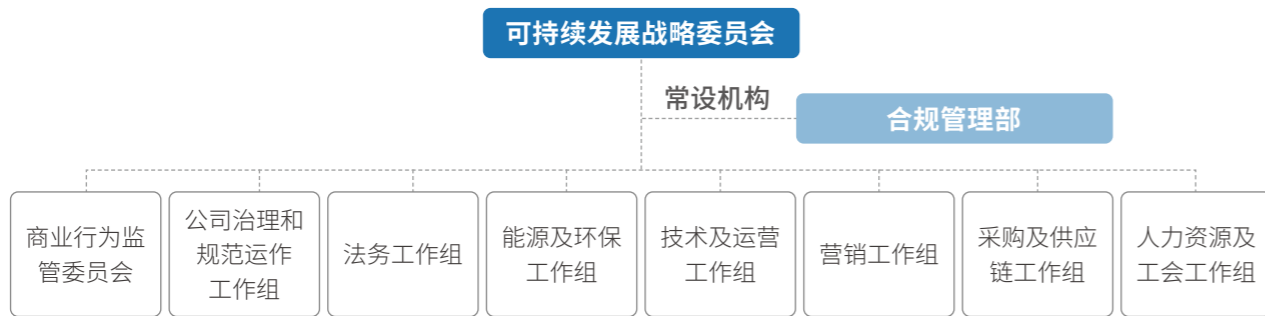 可持续发展战略委员会
常设机构
合规管理部
商业行为监
管委员会
公司治理和
规范运作
工作组
法务工作组
能源及环保
工作组
技术及运营
工作组
营销工作组
采购及供应
链工作组
人力资源及
工会工作组